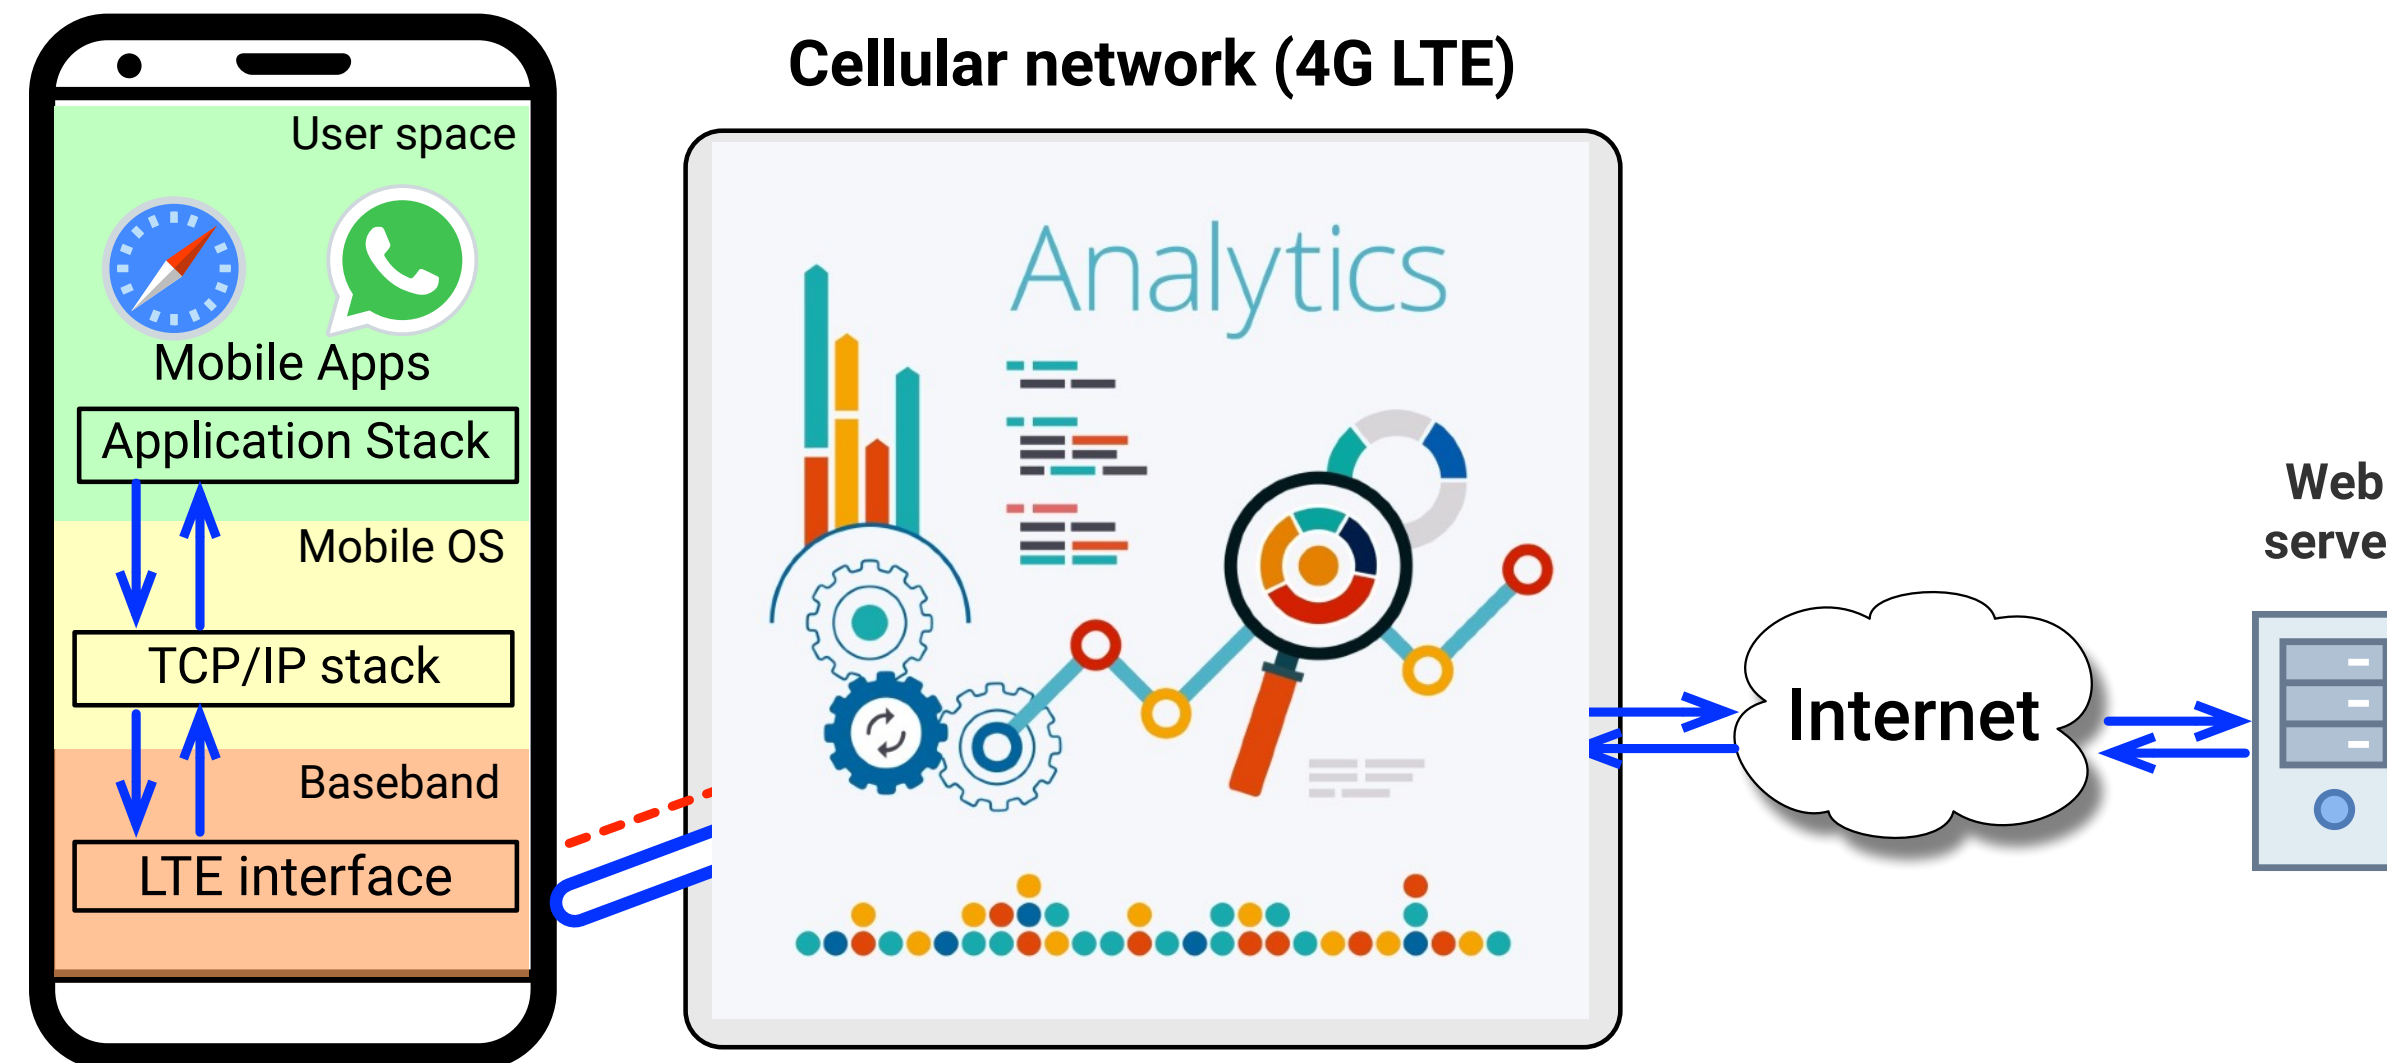 Cellular network (4G LTE)
User space
Mobile Apps
Application Stack
Mobile OS
TCP/IP stack
Baseband
LTE interface
Analytics
Internet
Web
serve